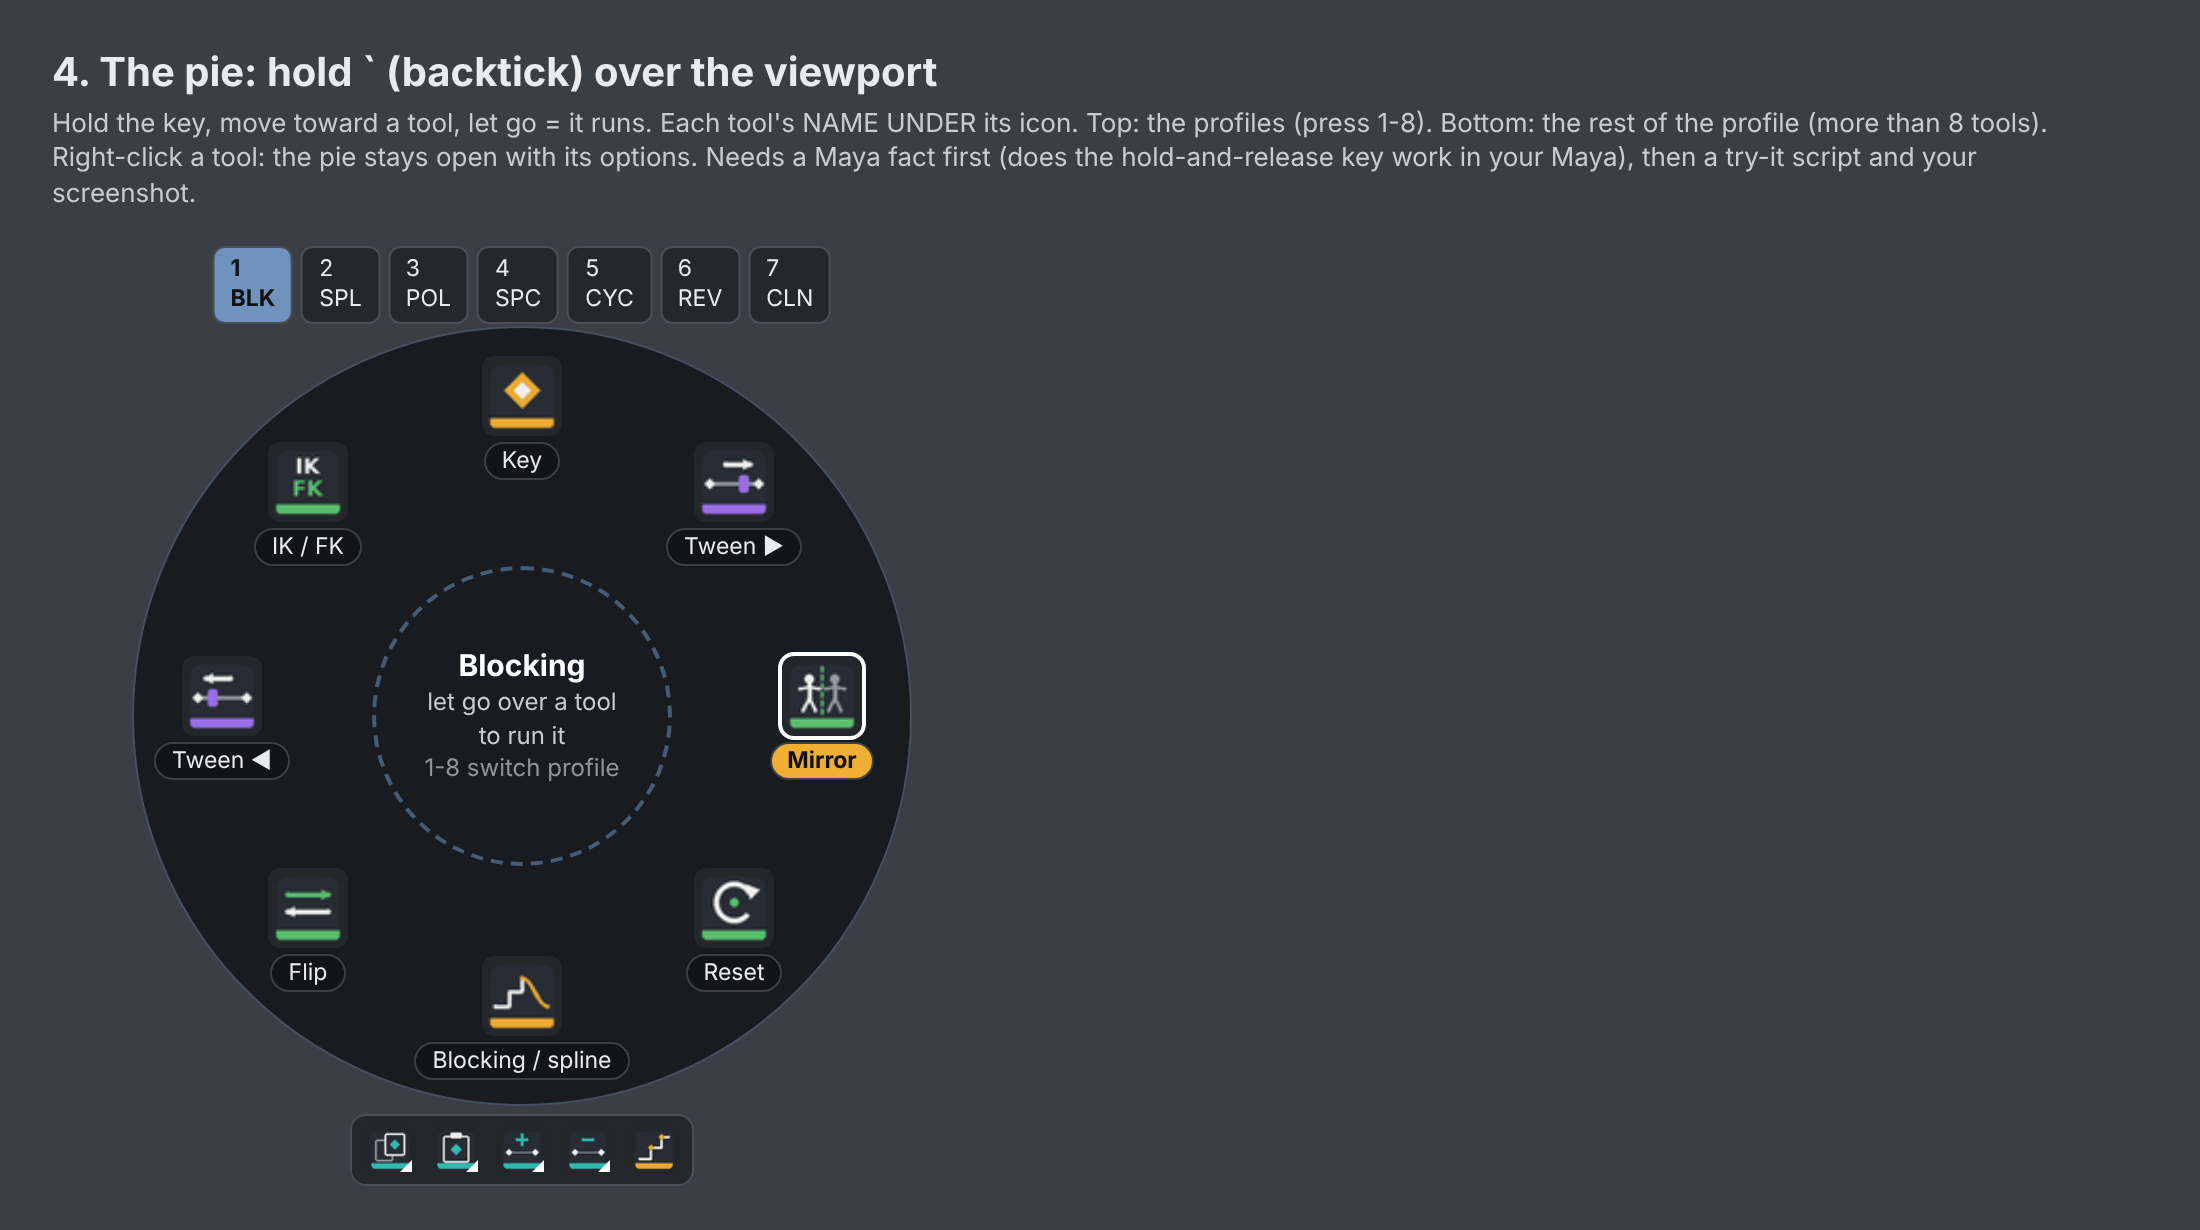 4. The pie: hold ` (backtick) over the viewport
Hold the key, move toward a tool, let go = it runs. Each tool's NAME UNDER its icon. Top: the profiles (press 1-8). Bottom: the rest of the profile (more than 8 tools).
Right-click a tool: the pie stays open with its options. Needs a Maya fact first (does the hold-and-release key work in your Maya), then a try-it script and your
screenshot.
1 2 3 4 5 6 7
BLK SPL POL SPC CYC REV CLN
Key
IK
FK
IK / FK
Tween ▶
Blocking
let go over a tool
to run it
1-8 switch profile
Tween ◀
Mirror
Flip
Reset
Blocking / spline